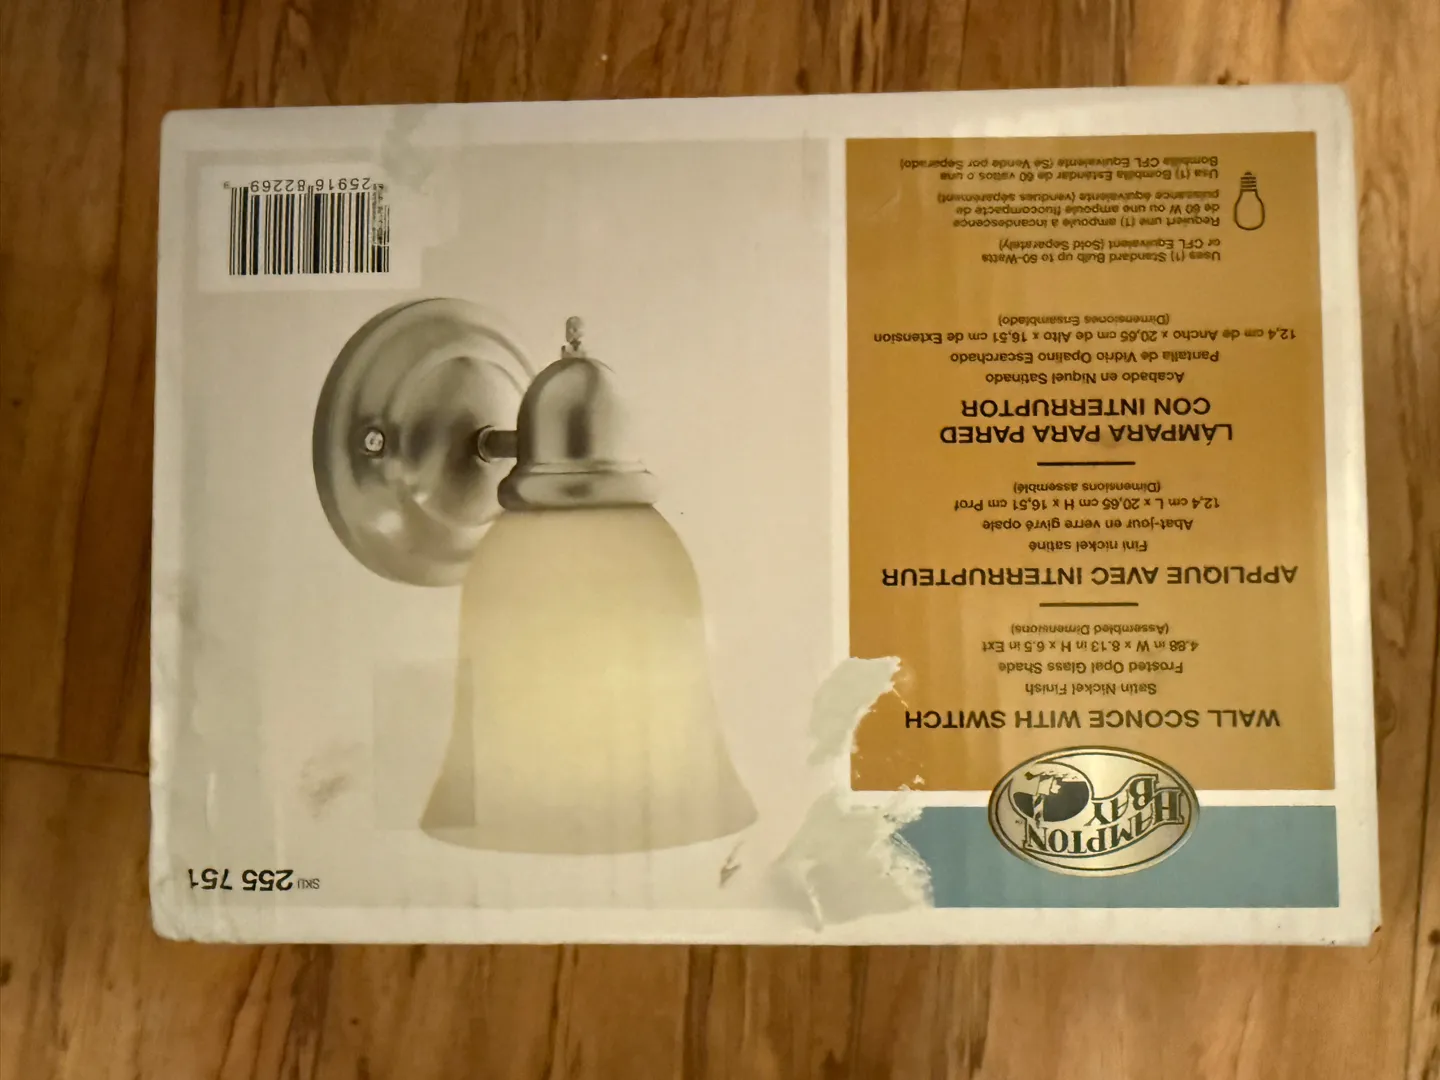 HAMPTON
BAY
WALL SCONCE WITH SWITCH
Satin Nickel Finish
Frosted Opal Glass Shade
4.88 in W x 8.13 in H x 6.5 in Ext
(Assembled Dimensions)
APPLIQUE AVEC INTERRUPTEUR
Fini nickel satiné
Abat-jour en verre givré opale
12,4 cm L x 20,65 cm H x 16,51 cm Prof
(Dimensions assemblé)
LÁMPARA PARA PARED
CON INTERRUPTOR
Acabado en Niquel Satinado
Pantalla de Vidrio Opalino Escarchado
12,4 cm de Ancho x 20,65 cm de Alto x 16,51 cm de Extension
(Dimensiones Ensamblado)
Uses (1) Standard Bulb up to 60-Watts
or CFL Equivalent (Sold Separately)
Requiert une (1) ampoule à incandescence
de 60 W ou une ampoule fluocompacte de
puissance équivalente (vendues séparément)
Usa (1) Bombilla Estándar de 60 vatios o una
Bombilla CFL Equivalente (Se Vende por Separado)
SKU 255 751
25916 82269 9